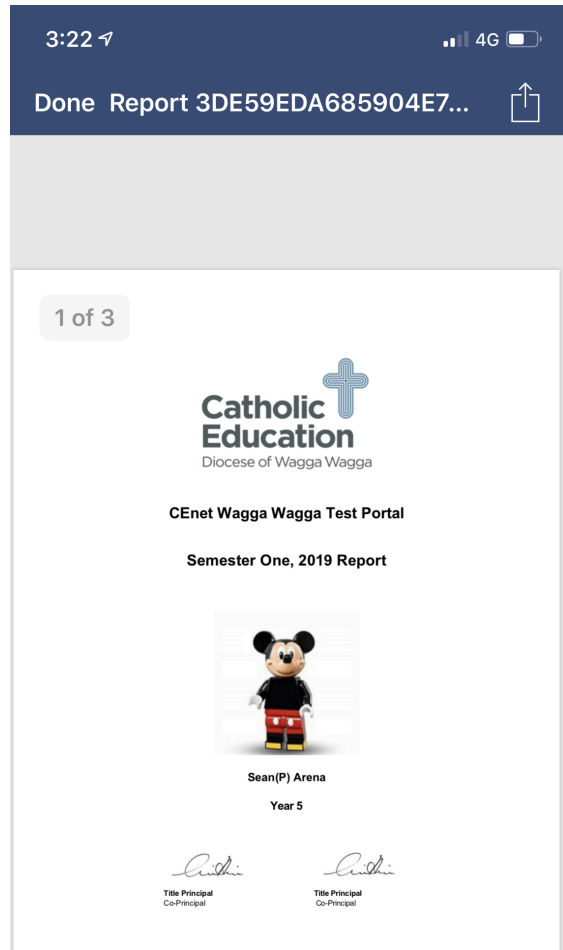 3:22 4G
Done Report 3DE59EDA685904E7...
1 of 3
Catholic
Education
Diocese of Wagga Wagga
CEnet Wagga Wagga Test Portal
Semester One, 2019 Report
Sean(P) Arena
Year 5
Title Principal Title Principal
Co-Principal Co-Principal